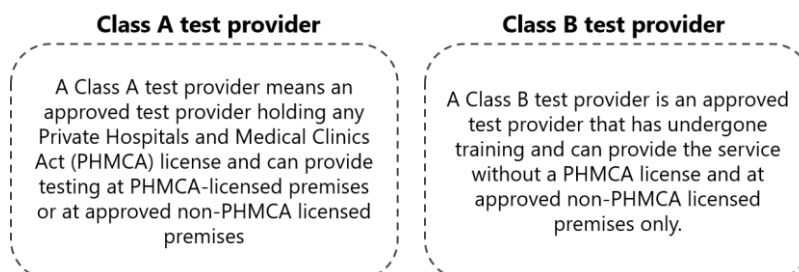 Class A test provider
A Class A test provider means an
approved test provider holding any
Private Hospitals and Medical Clinics
Act (PHMCA) license and can provide
testing at PHMCA-licensed premises
or at approved non-PHMCA licensed
premises
Class B test provider
A Class B test provider is an approved
test provider that has undergone
training and can provide the service
without a PHMCA license and at
approved non-PHMCA licensed
premises only.